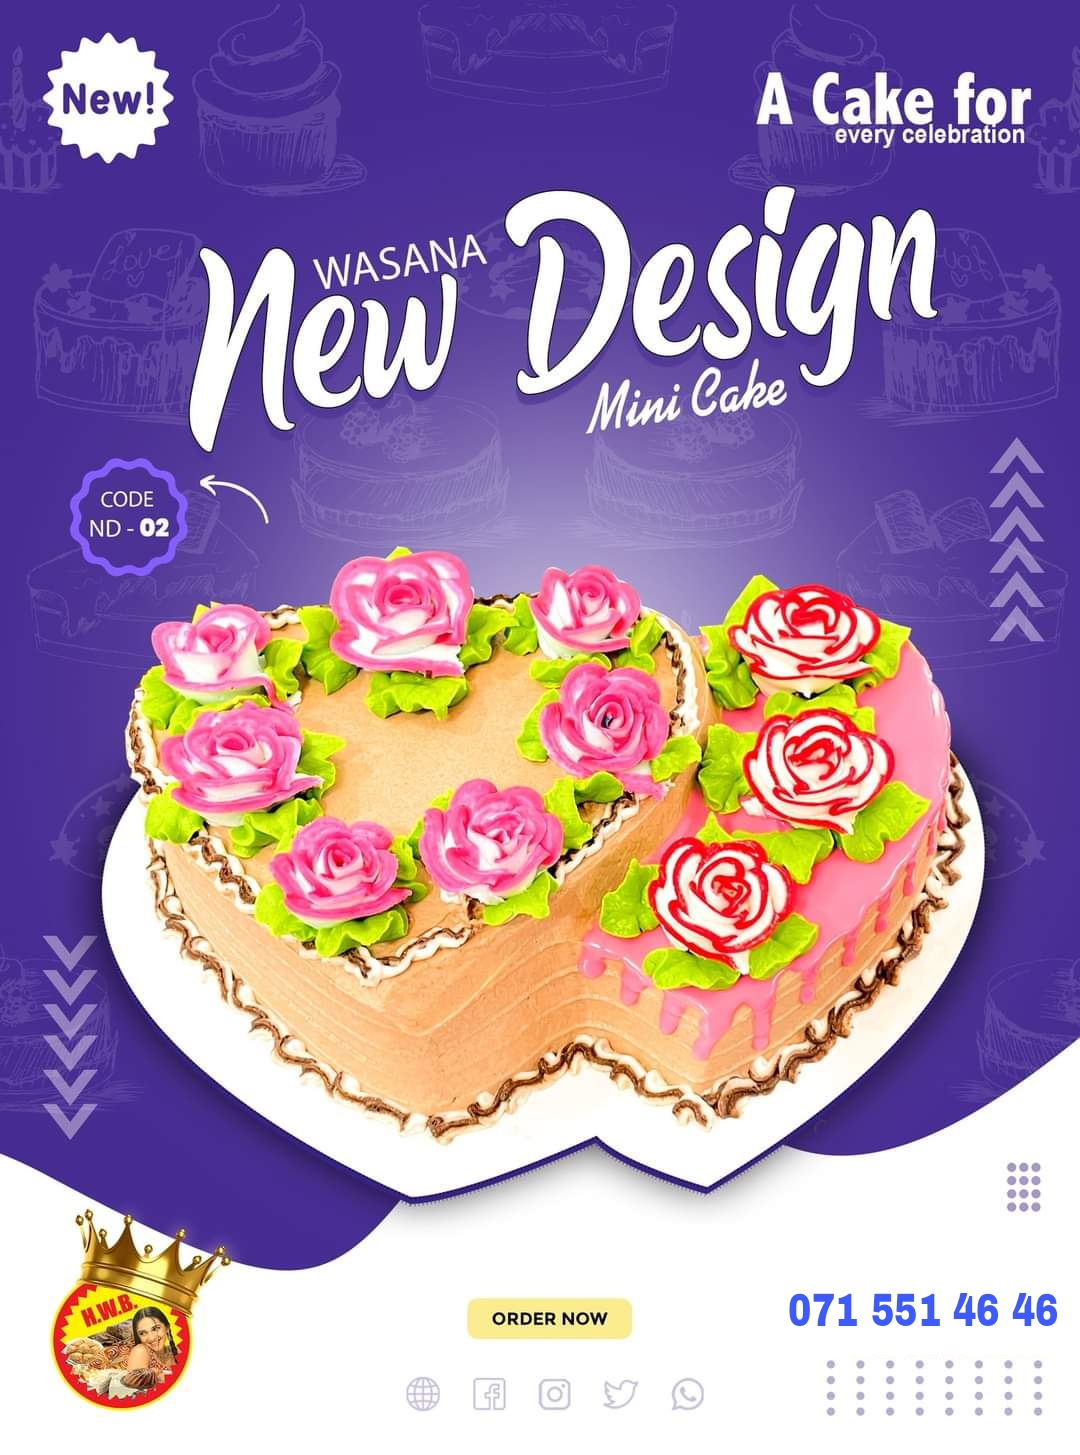 New!
A Cake for
every celebration
WASANA
New Design
Mini Cake
CODE
ND - 02
Love
H.W.B.
ORDER NOW
071 551 46 46